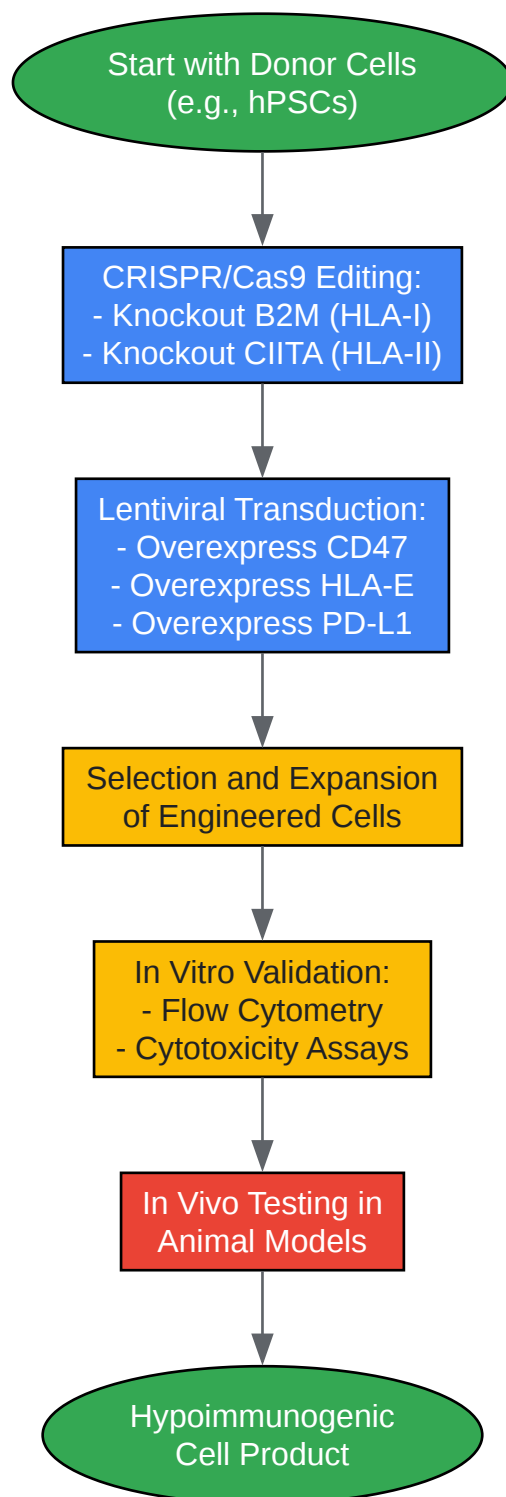 Start with Donor Cells
(e.g., hPSCs)
CRISPR/Cas9 Editing:
- Knockout B2M (HLA-I)
- Knockout CIITA (HLA-II)
Lentiviral Transduction:
- Overexpress CD47
- Overexpress HLA-E
- Overexpress PD-L1
Selection and Expansion
of Engineered Cells
In Vitro Validation:
- Flow Cytometry
- Cytotoxicity Assays
In Vivo Testing in
Animal Models
Hypoimmunogenic
Cell Product